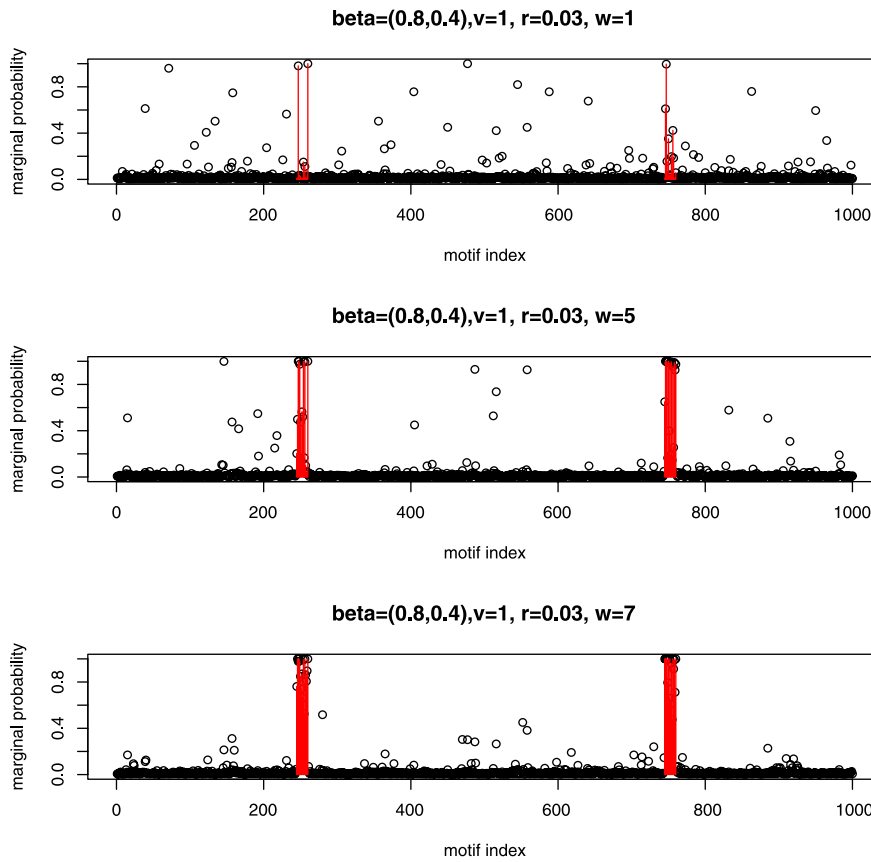 beta=(0.8,0.4),v=1, r=0.03, w=1
marginal probability
0.8
0.4
0.0
0 200 400 600 800 1000
motif index
beta=(0.8,0.4),v=1, r=0.03, w=5
marginal probability
0.8
0.4
0.0
0 200 400 600 800 1000
motif index
beta=(0.8,0.4),v=1, r=0.03, w=7
marginal probability
0.8
0.4
0.0
0 200 400 600 800 1000
motif index